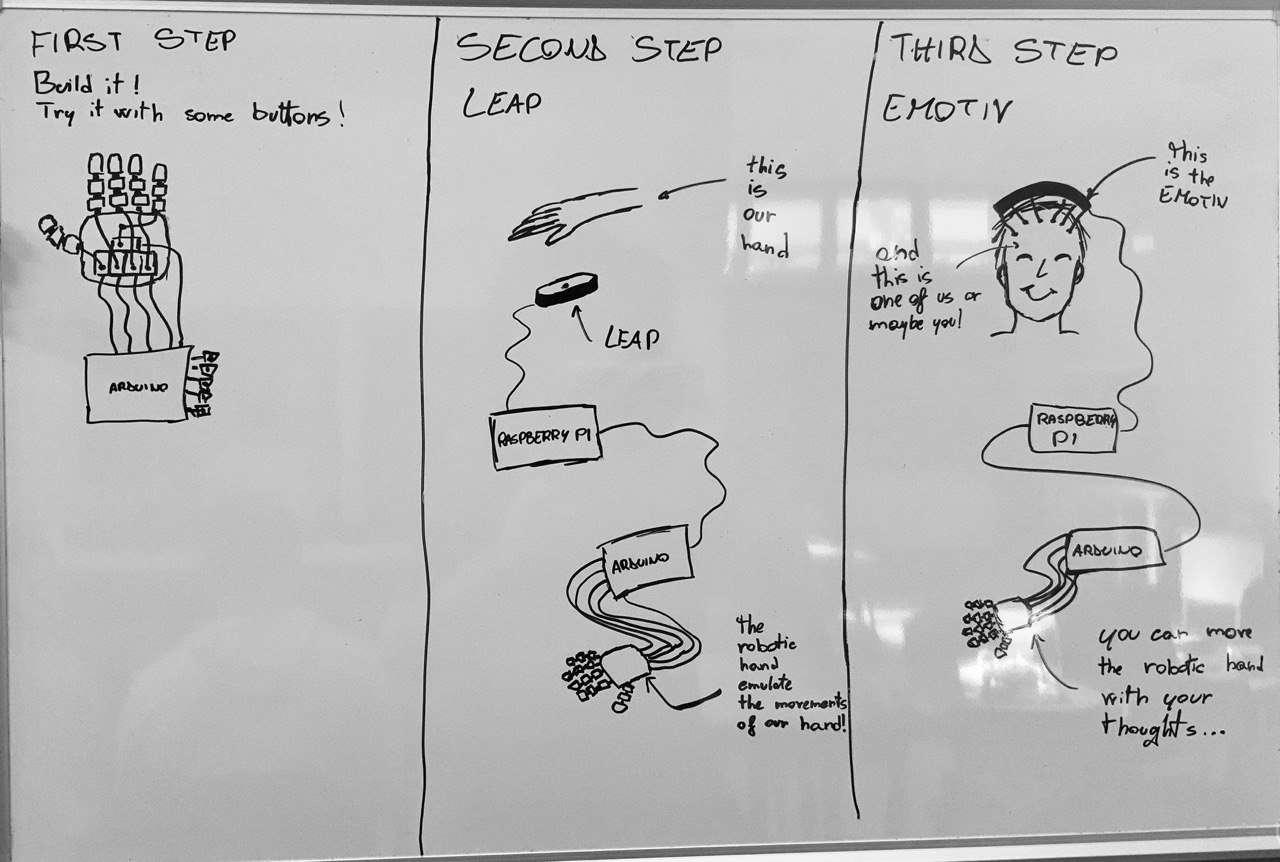 FIRST STEP
Build it!
Try it with some buttons!
ARDUINO
SECOND STEP
LEAP
this
is
our
hand
LEAP
RASPBERRY PI
ARDUINO
the
robotic
hand
emulate
the movements
of our hand!
THIRD STEP
EMOTIV
this
is the
EMOTIV
and
this is
one of us or
maybe you!
RASPBERRY
PI
ARDUINO
you can move
the robotic hand
with your
thoughts...